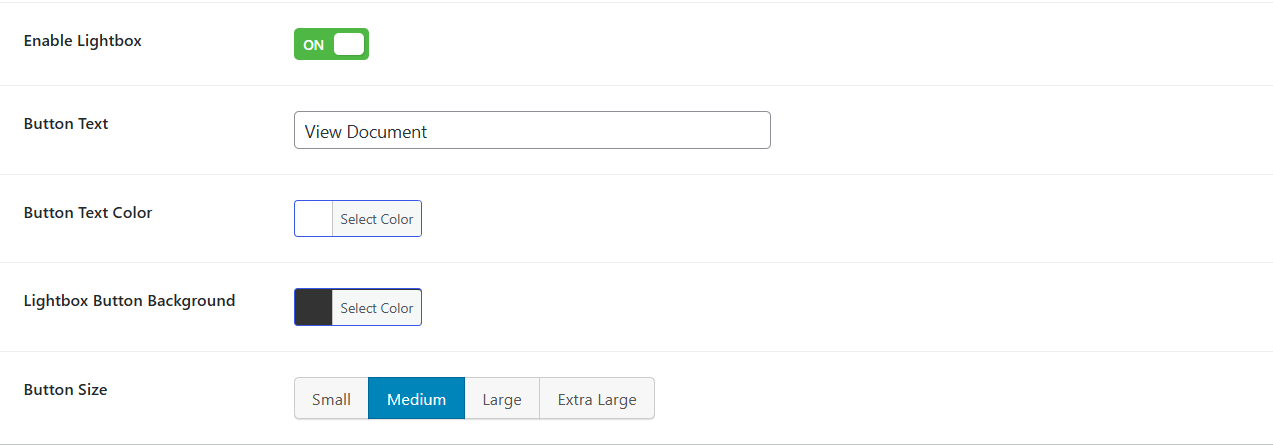 Enable Lightbox
ON
Button Text
View Document
Button Text Color
Select Color
Lightbox Button Background
Select Color
Button Size
Small Medium Large Extra Large